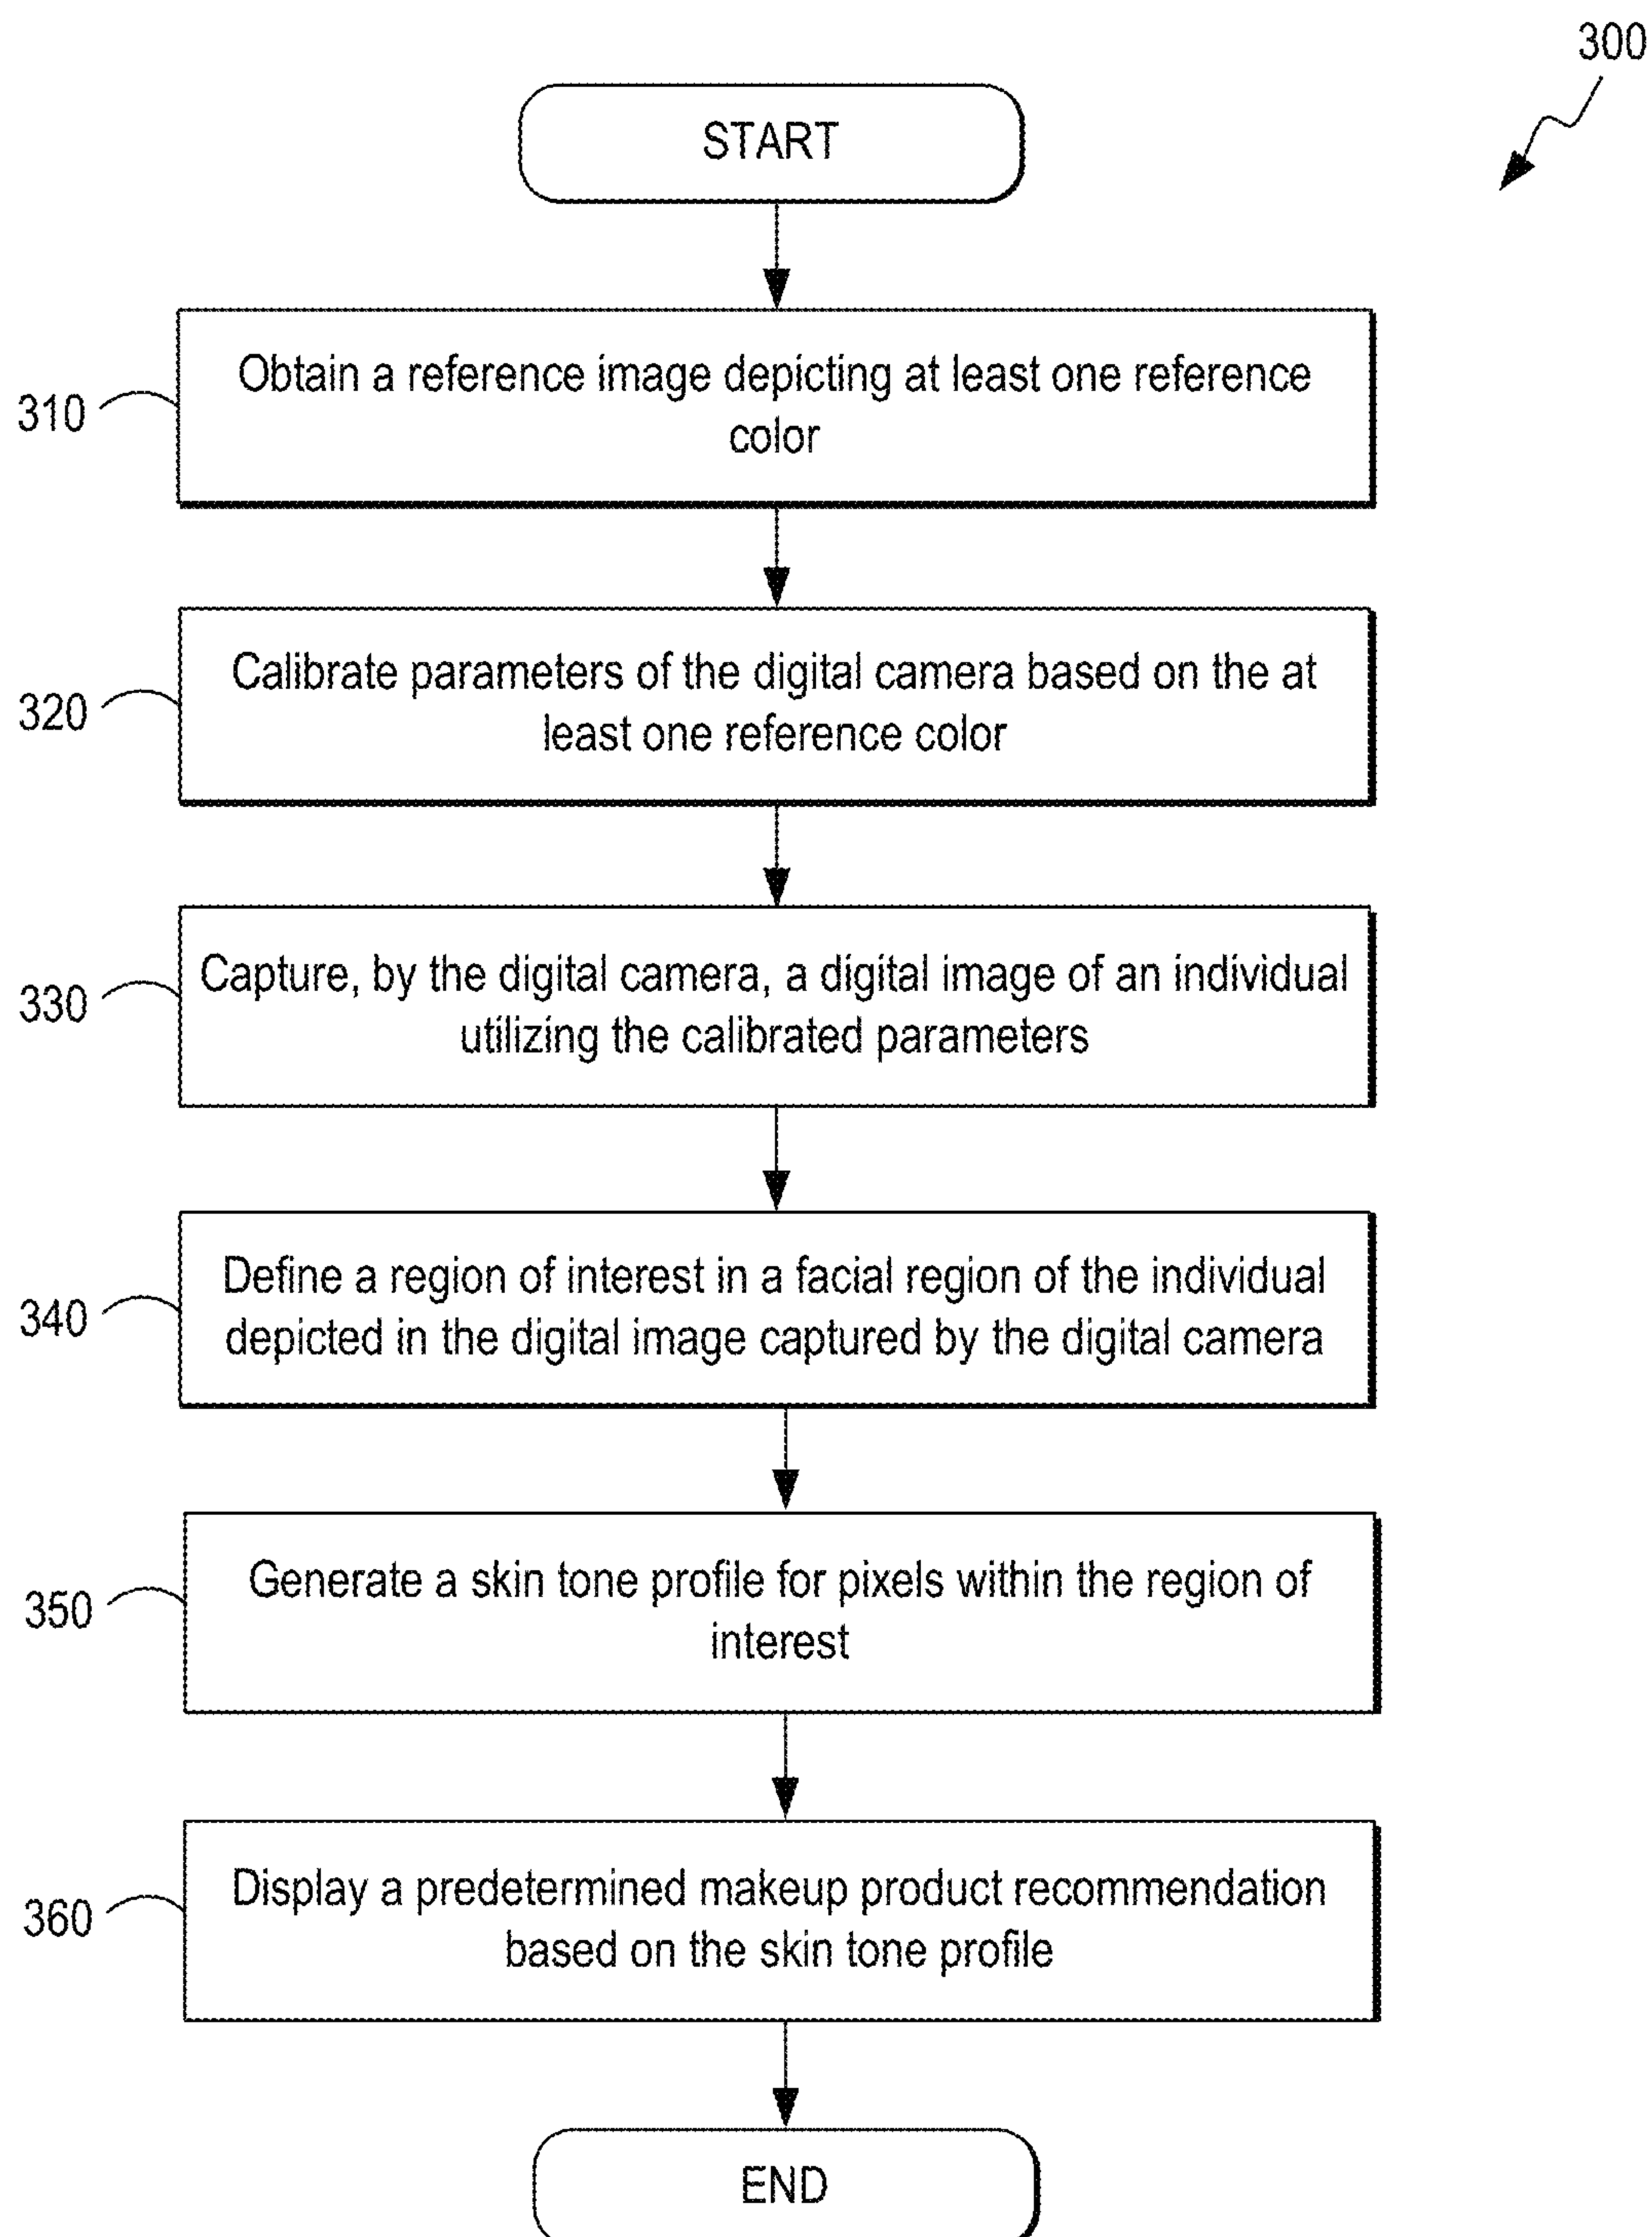 300
START
310
Obtain a reference image depicting at least one reference
color
320
Calibrate parameters of the digital camera based on the at
least one reference color
330
Capture, by the digital camera, a digital image of an individual
utilizing the calibrated parameters
340
Define a region of interest in a facial region of the individual
depicted in the digital image captured by the digital camera
350
Generate a skin tone profile for pixels within the region of
interest
360
Display a predetermined makeup product recommendation
based on the skin tone profile
END